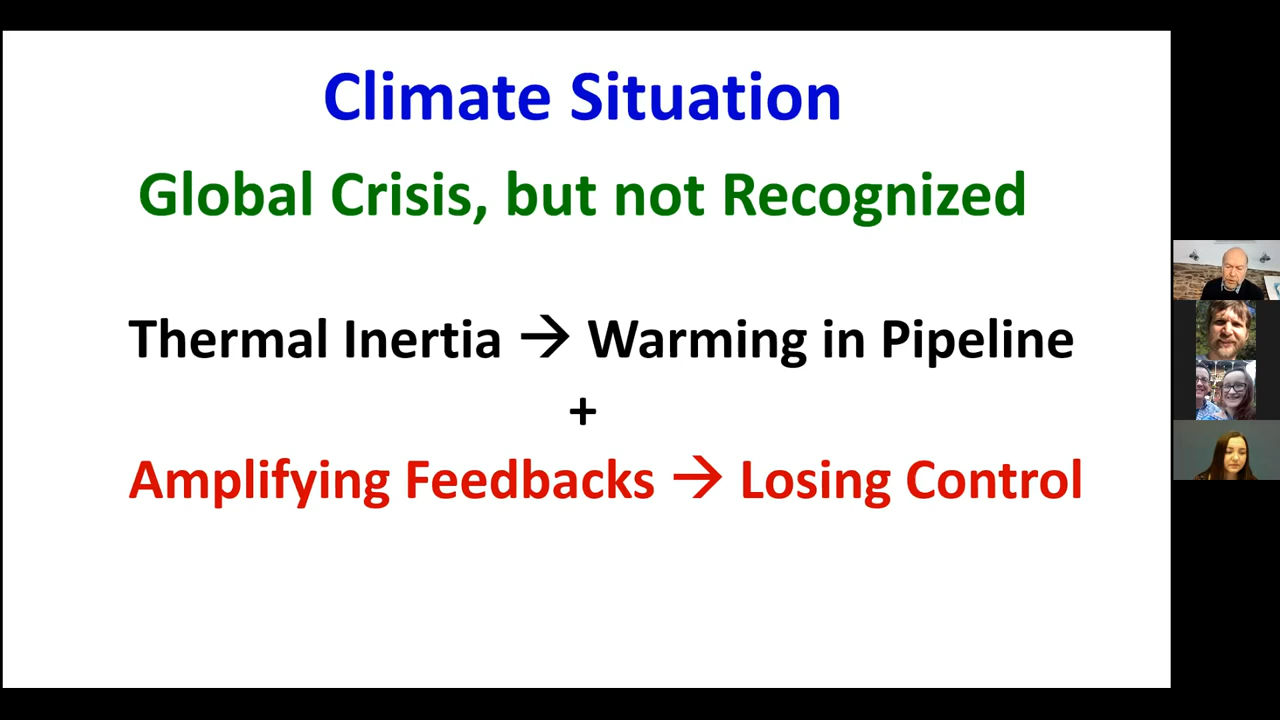 Climate Situation
Global Crisis, but not Recognized
Thermal Inertia → Warming in Pipeline
+
Amplifying Feedbacks → Losing Control